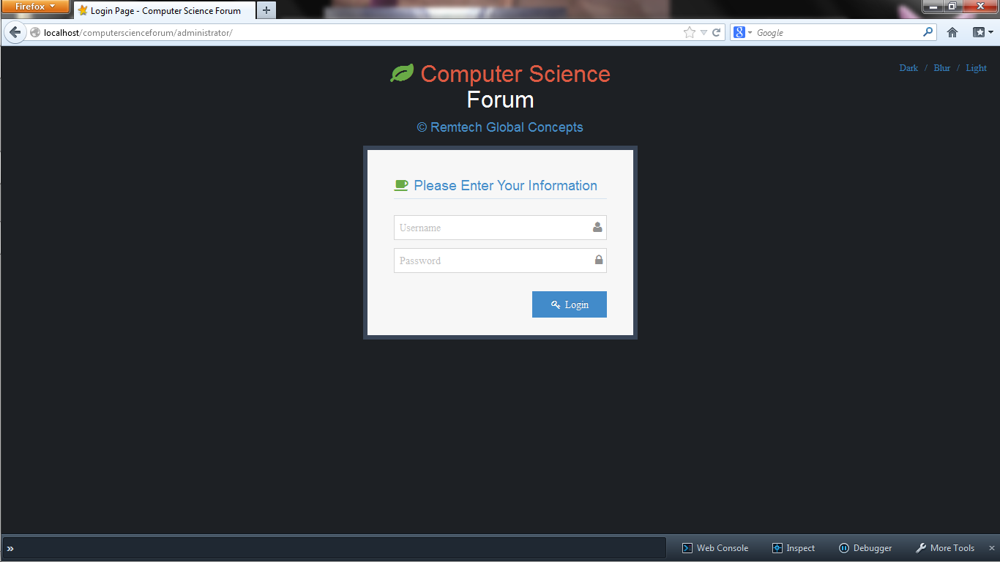 Firefox
Login Page - Computer Science Forum
localhost/computerscienceforum/administrator/
Google
Dark / Blur / Light
Computer Science
Forum
© Remtech Global Concepts
Please Enter Your Information
Username
Password
Login
» Web Console Inspect Debugger More Tools